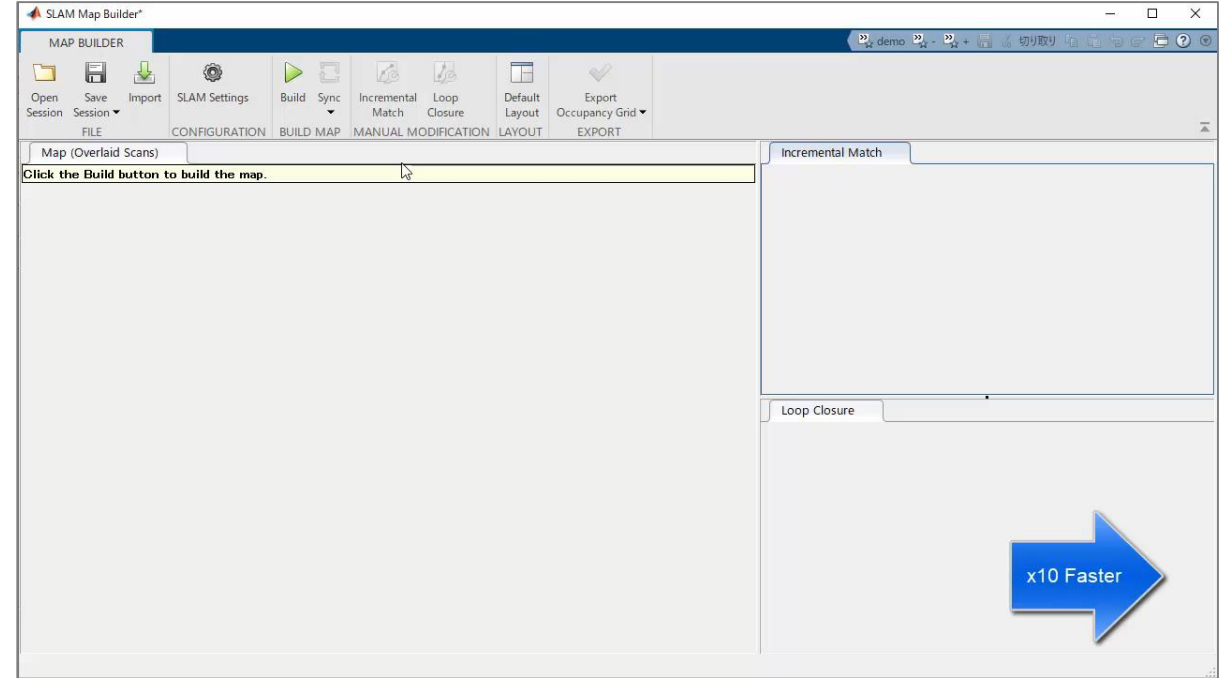 SLAM Map Builder*
MAP BUILDER
demo - + 切り取り
Open Session
Save Session
Import
SLAM Settings
Build
Sync
Incremental Match
Loop Closure
Default Layout
Export Occupancy Grid
FILE CONFIGURATION BUILD MAP MANUAL MODIFICATION LAYOUT EXPORT
Map (Overlaid Scans)
Click the Build button to build the map.
Incremental Match
Loop Closure
x10 Faster